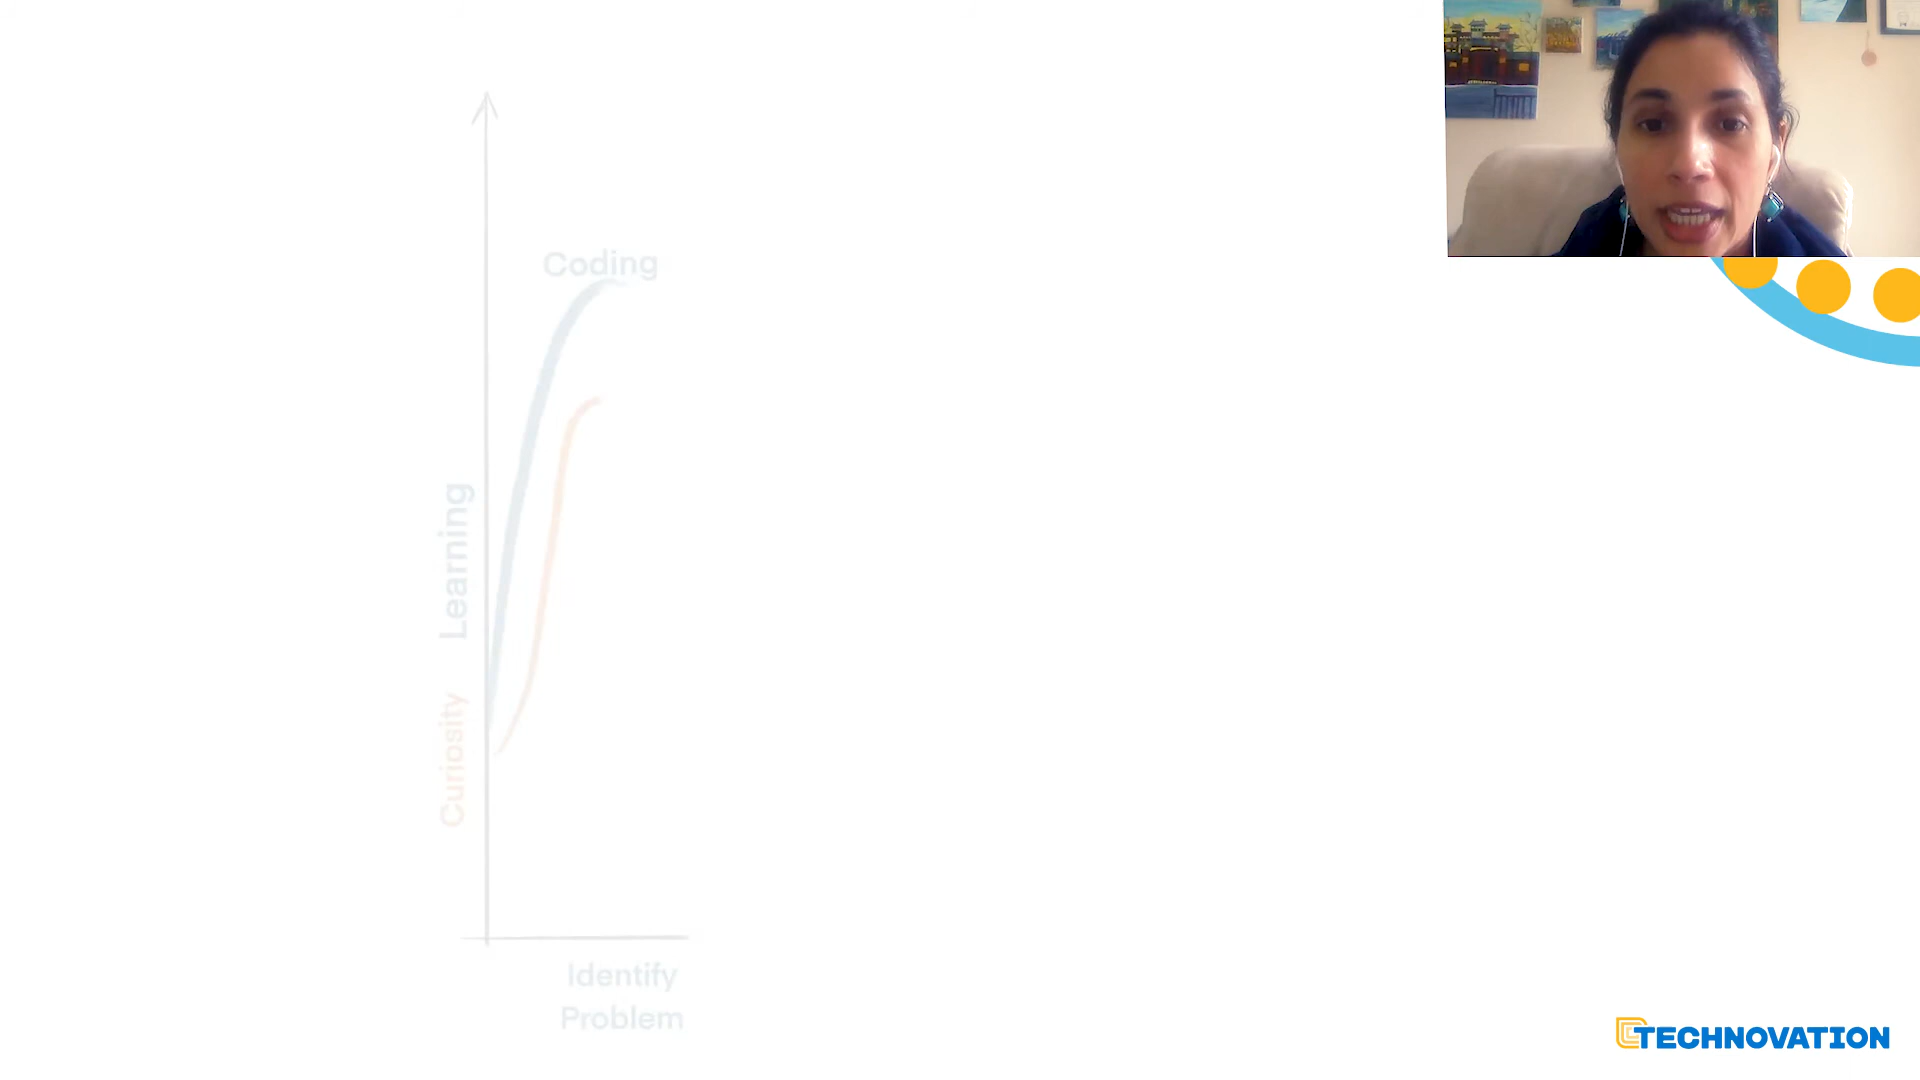 Coding
Learning
Curiosity
Identify
Problem
TECHNOVATION